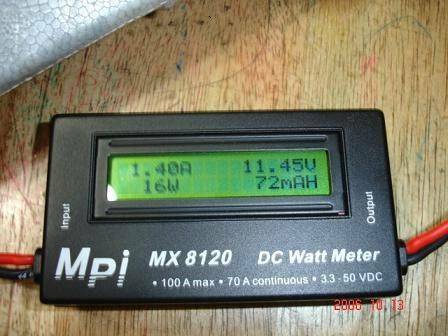 1.40A 11.45V
16W 72mAH
Input
Output
Mpi MX 8120 DC Watt Meter
• 100 A max • 70 A continuous • 3.3 - 50 VDC
2006 10 13